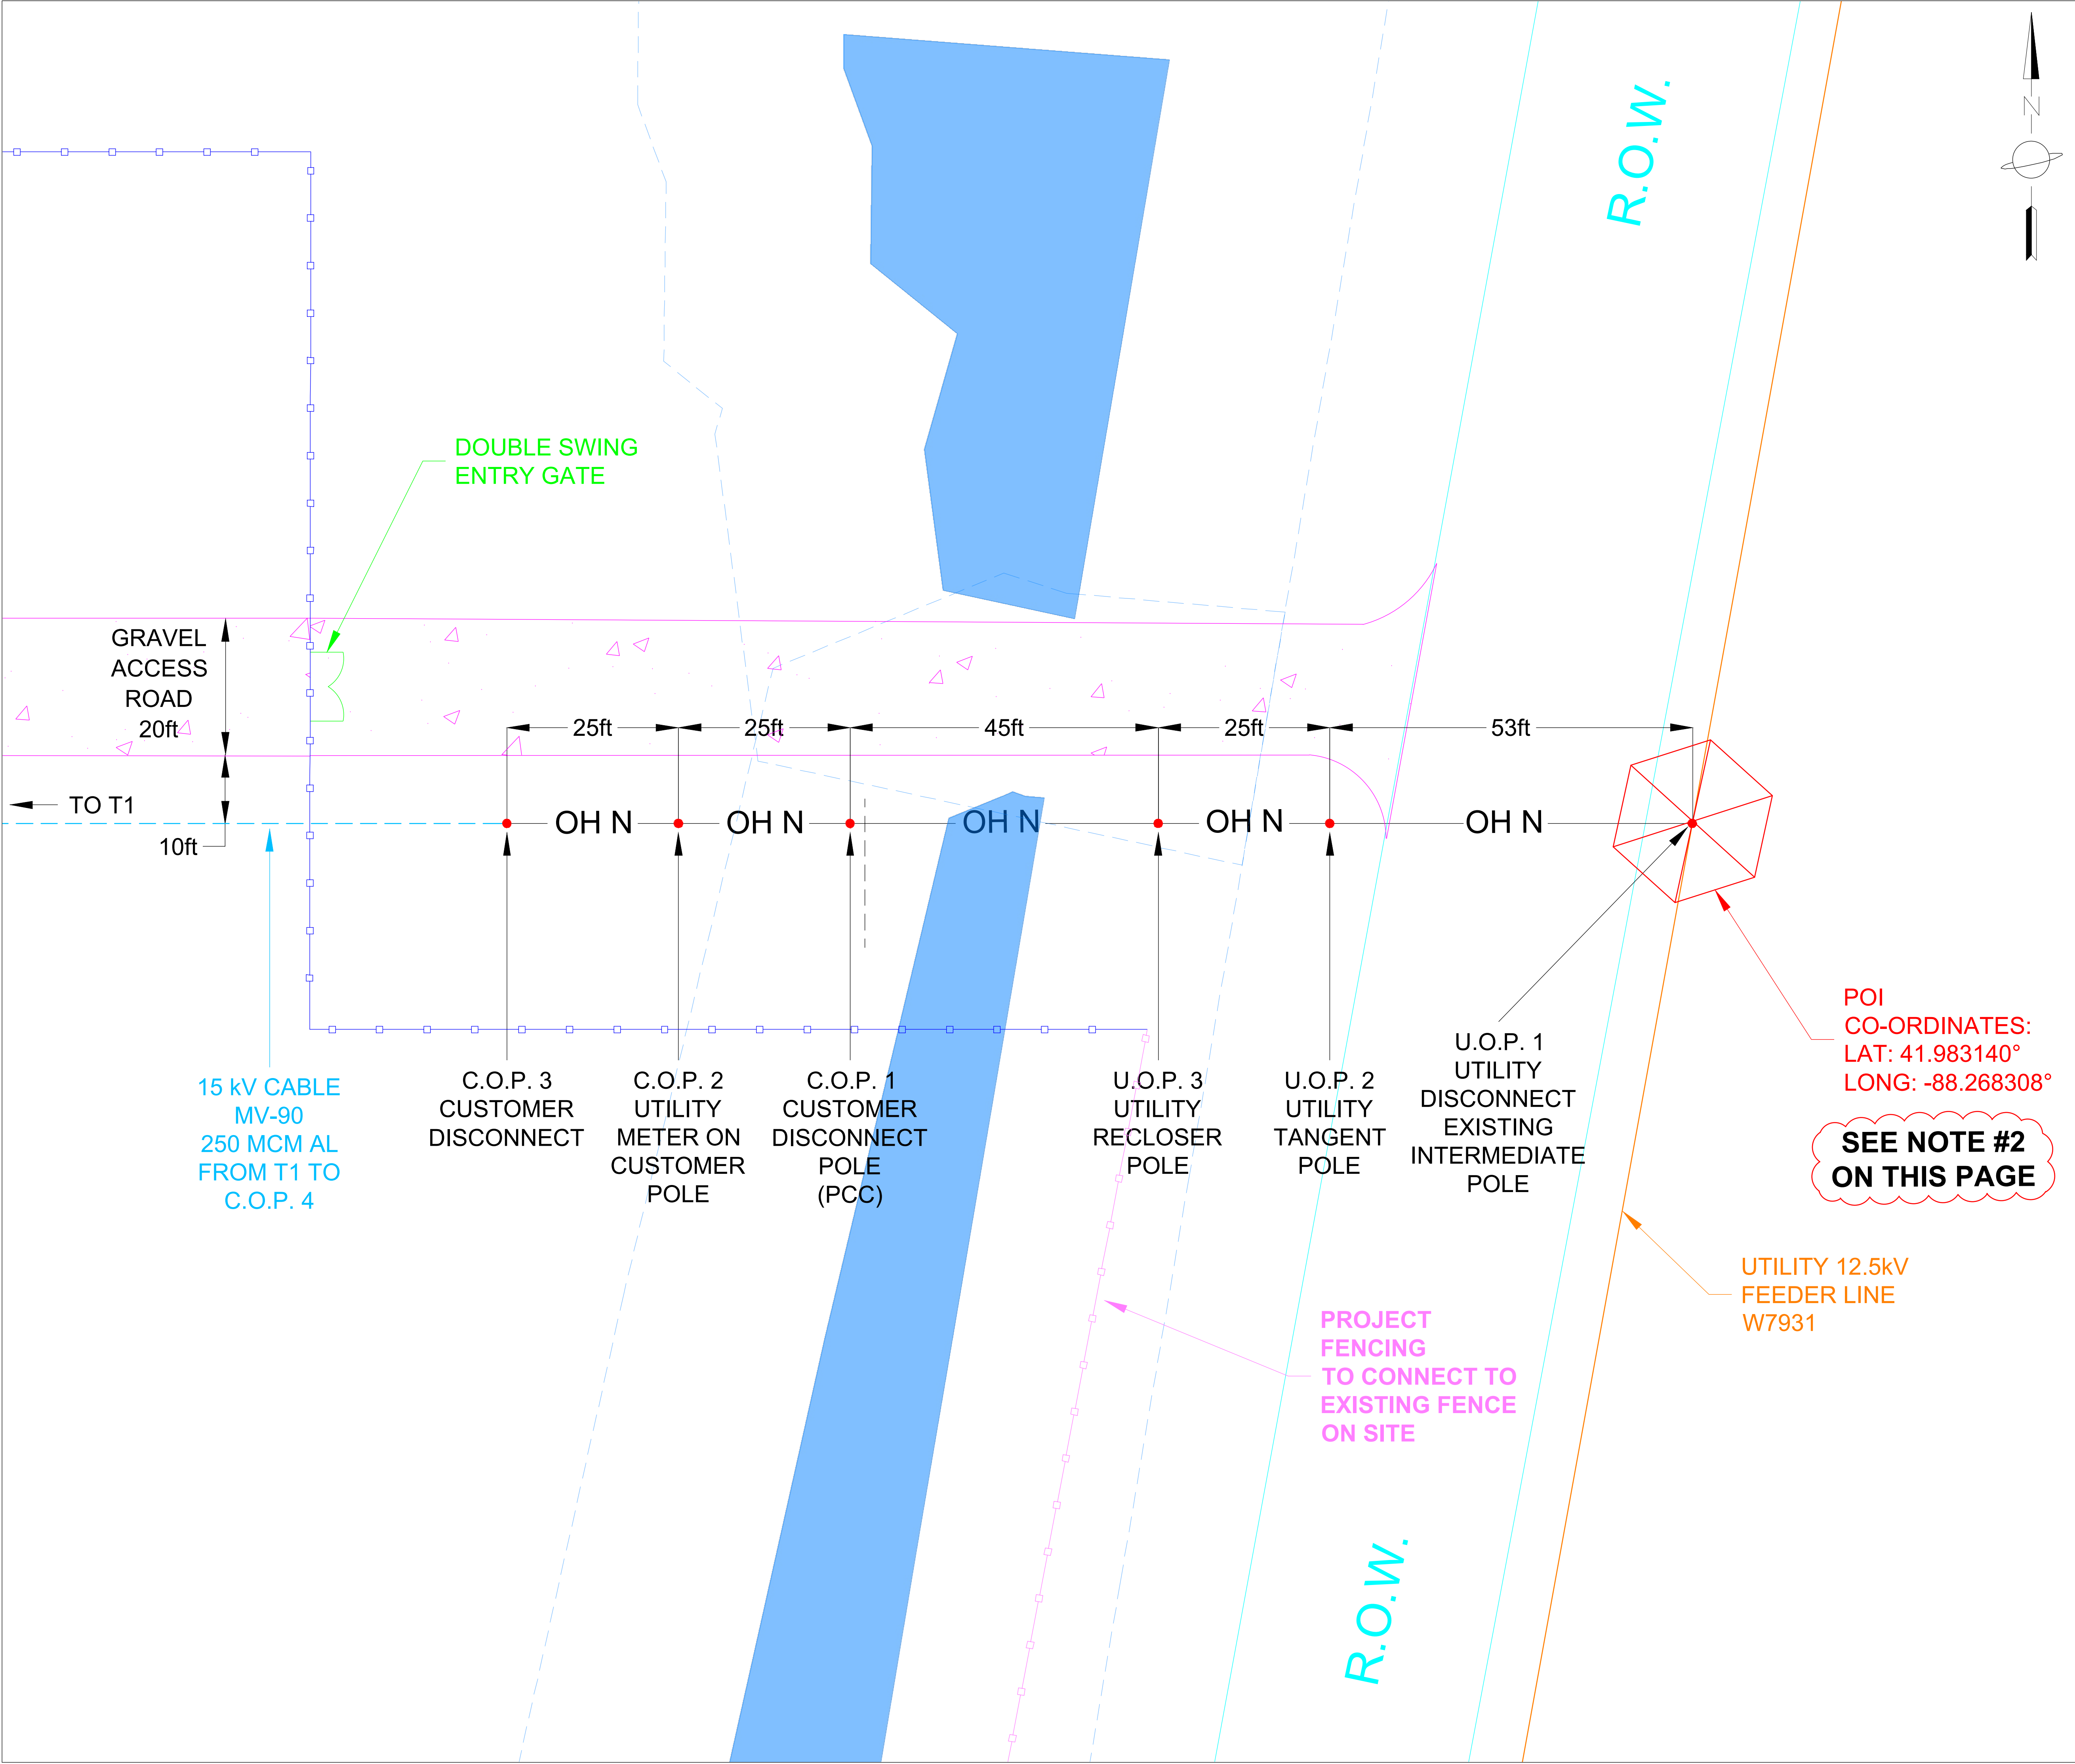 R.O.W.
N
DOUBLE SWING
ENTRY GATE
GRAVEL
ACCESS
ROAD
20ft
25ft
25ft
45ft
25ft
53ft
TO T1
10ft
OH N
OH N
OH N
OH N
OH N
15 kV CABLE
MV-90
250 MCM AL
FROM T1 TO
C.O.P. 4
C.O.P. 3
CUSTOMER
DISCONNECT
C.O.P. 2
UTILITY
METER ON
CUSTOMER
POLE
C.O.P. 1
CUSTOMER
DISCONNECT
POLE
(PCC)
U.O.P. 3
UTILITY
RECLOSER
POLE
U.O.P. 2
UTILITY
TANGENT
POLE
U.O.P. 1
UTILITY
DISCONNECT
EXISTING
INTERMEDIATE
POLE
POI
CO-ORDINATES:
LAT: 41.983140°
LONG: -88.268308°
SEE NOTE #2
ON THIS PAGE
UTILITY 12.5kV
FEEDER LINE
W7931
PROJECT
FENCING
TO CONNECT TO
EXISTING FENCE
ON SITE
R.O.W.